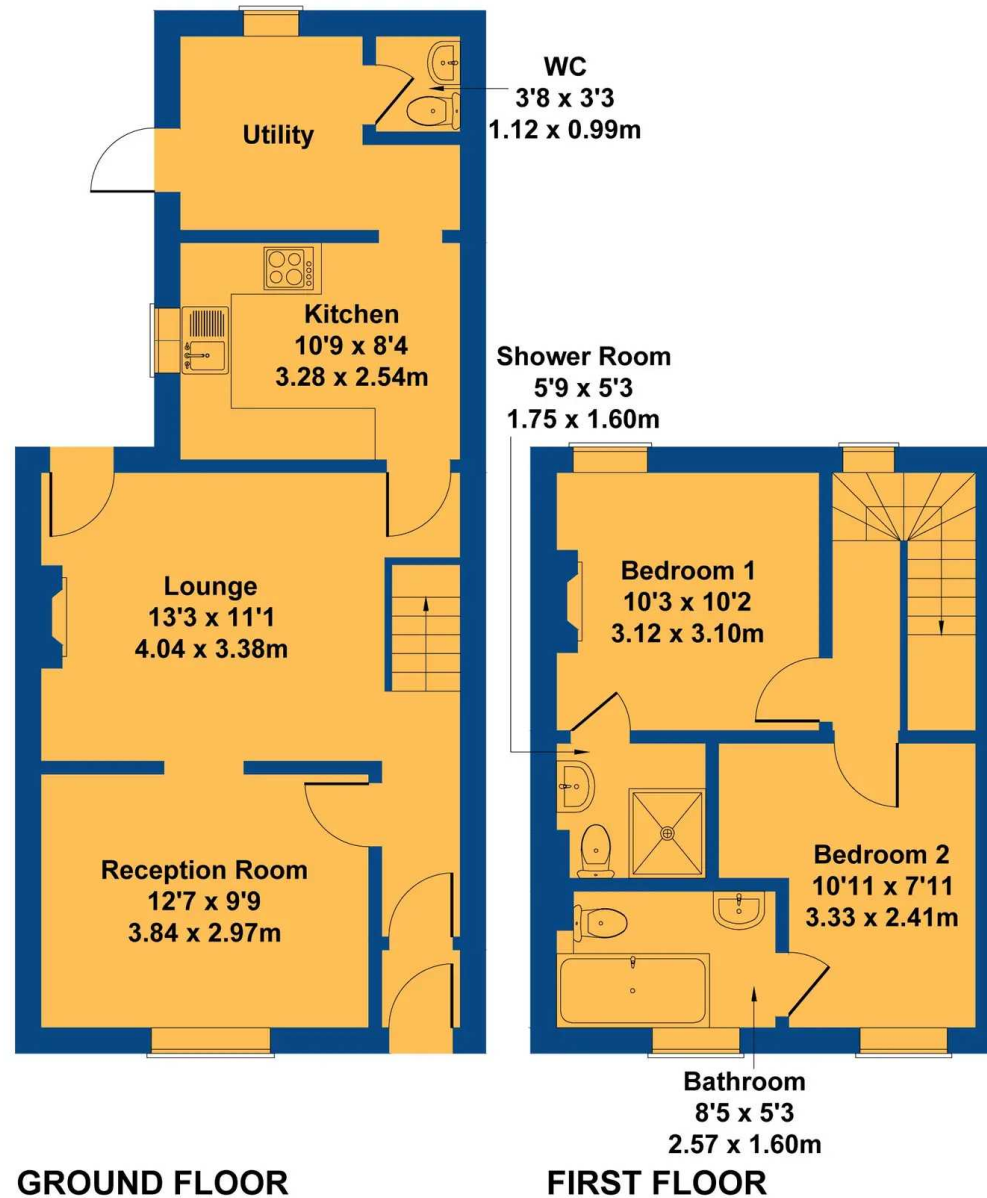 WC
3'8 x 3'3
1.12 x 0.99m
Utility
Kitchen
10'9 x 8'4
3.28 x 2.54m
Shower Room
5'9 x 5'3
1.75 x 1.60m
Lounge
13'3 x 11'1
4.04 x 3.38m
Bedroom 1
10'3 x 10'2
3.12 x 3.10m
Reception Room
12'7 x 9'9
3.84 x 2.97m
Bedroom 2
10'11 x 7'11
3.33 x 2.41m
Bathroom
8'5 x 5'3
2.57 x 1.60m
GROUND FLOOR
FIRST FLOOR